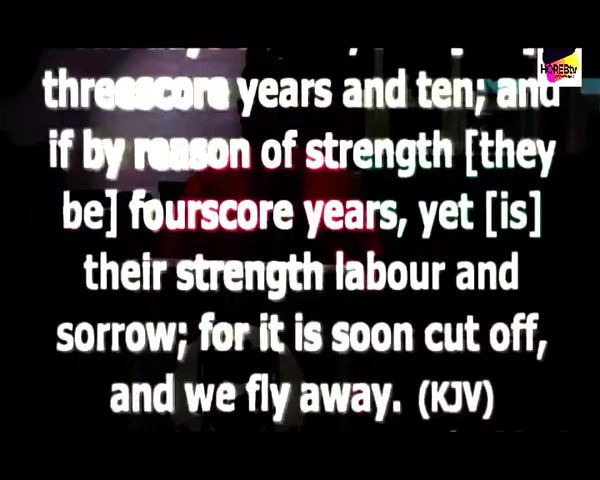 HOREBtv
threescore years and ten; and
if by reason of strength [they
be] fourscore years, yet [is]
their strength labour and
sorrow; for it is soon cut off,
and we fly away. (KJV)